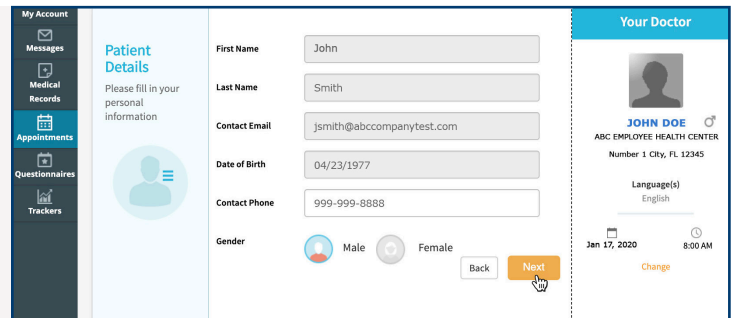 My Account
Messages
Medical
Records
Appointments
Questionnaires
Trackers
Patient
Details
Please fill in your
personal
information
First Name
John
Last Name
Smith
Contact Email
jsmith@abccompanytest.com
Date of Birth
04/23/1977
Contact Phone
999-999-8888
Gender
Male
Female
Back
Next
Your Doctor
JOHN DOE
ABC EMPLOYEE HEALTH CENTER
Number 1 City, FL 12345
Language(s)
English
Jan 17, 2020
8:00 AM
Change